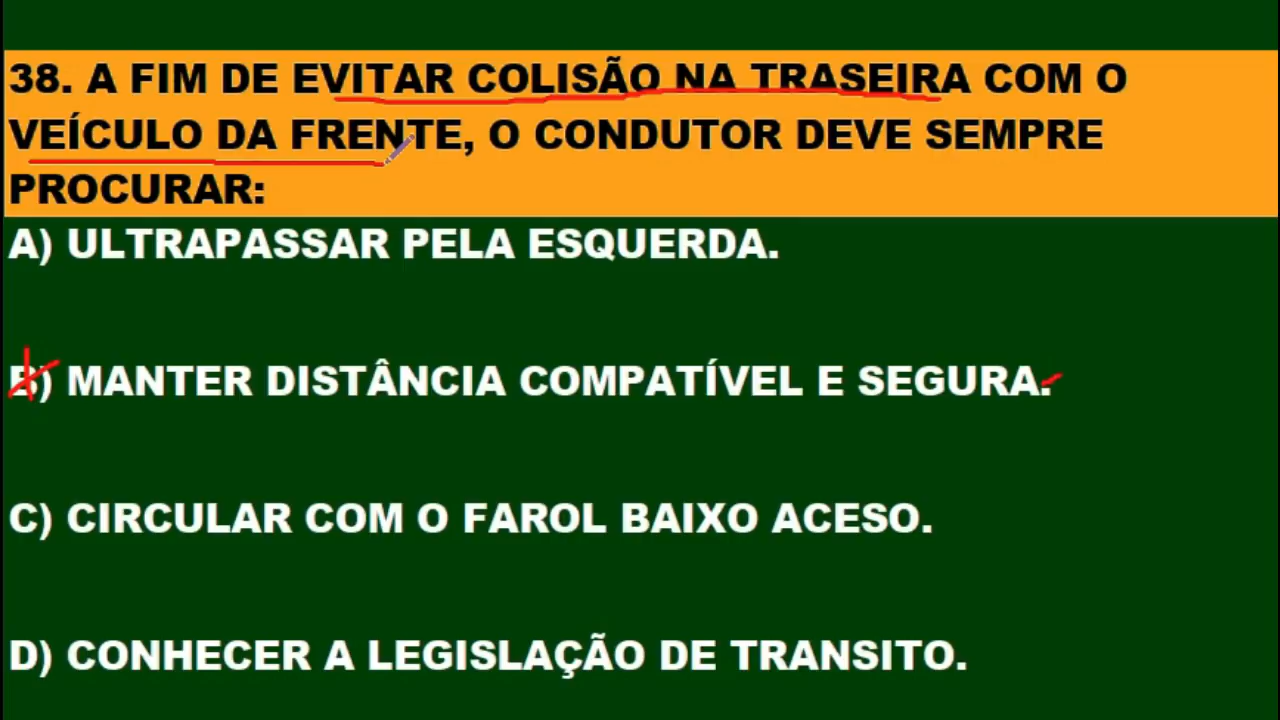 38. A FIM DE EVITAR COLISÃO NA TRASEIRA COM O
VEÍCULO DA FRENTE, O CONDUTOR DEVE SEMPRE
PROCURAR:
A) ULTRAPASSAR PELA ESQUERDA.
B) MANTER DISTÂNCIA COMPATÍVEL E SEGURA.
C) CIRCULAR COM O FAROL BAIXO ACESO.
D) CONHECER A LEGISLAÇÃO DE TRANSITO.